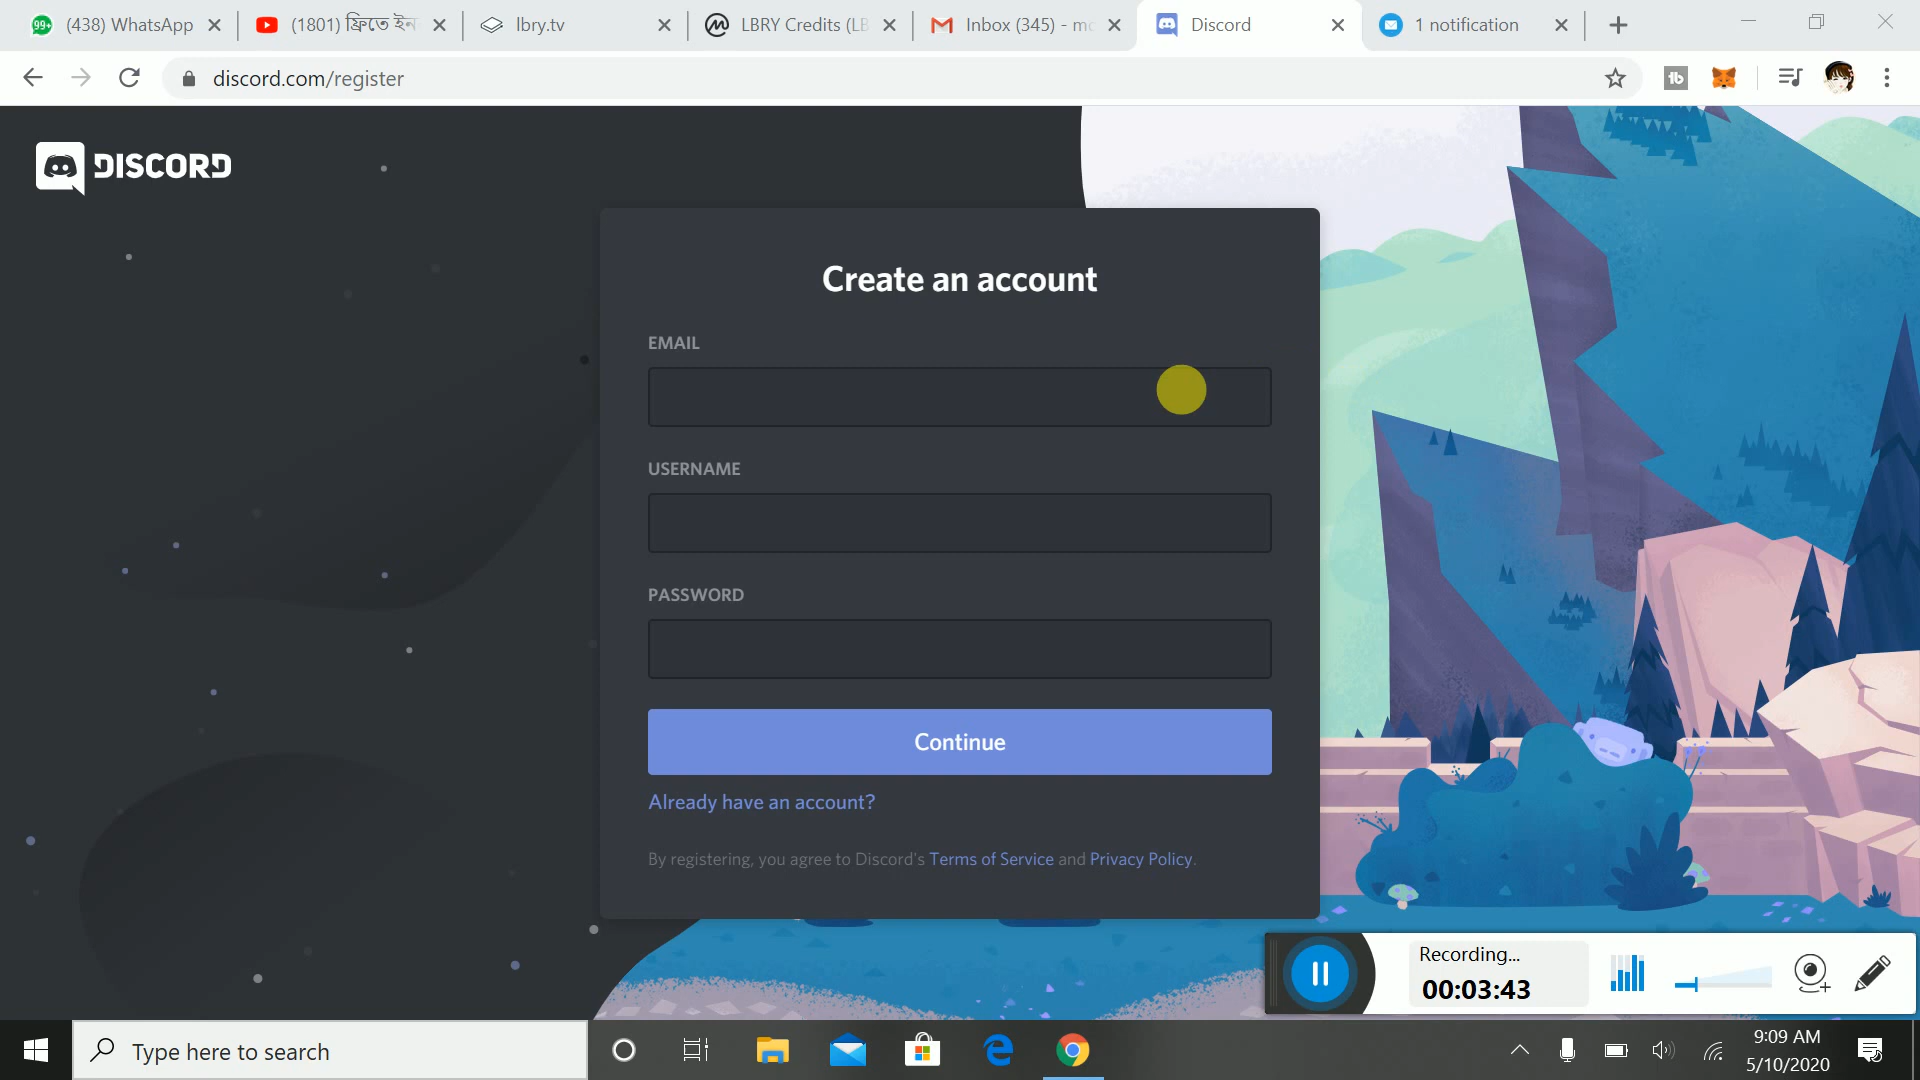 (438) WhatsApp
(1801) ফ্রিতে ইন
lbry.tv
LBRY Credits (LB
Inbox (345) - mo
Discord
1 notification
discord.com/register
DISCORD
Create an account
EMAIL
USERNAME
PASSWORD
Continue
Already have an account?
By registering, you agree to Discord's Terms of Service and Privacy Policy.
Recording...
00:03:43
Type here to search
9:09 AM
5/10/2020